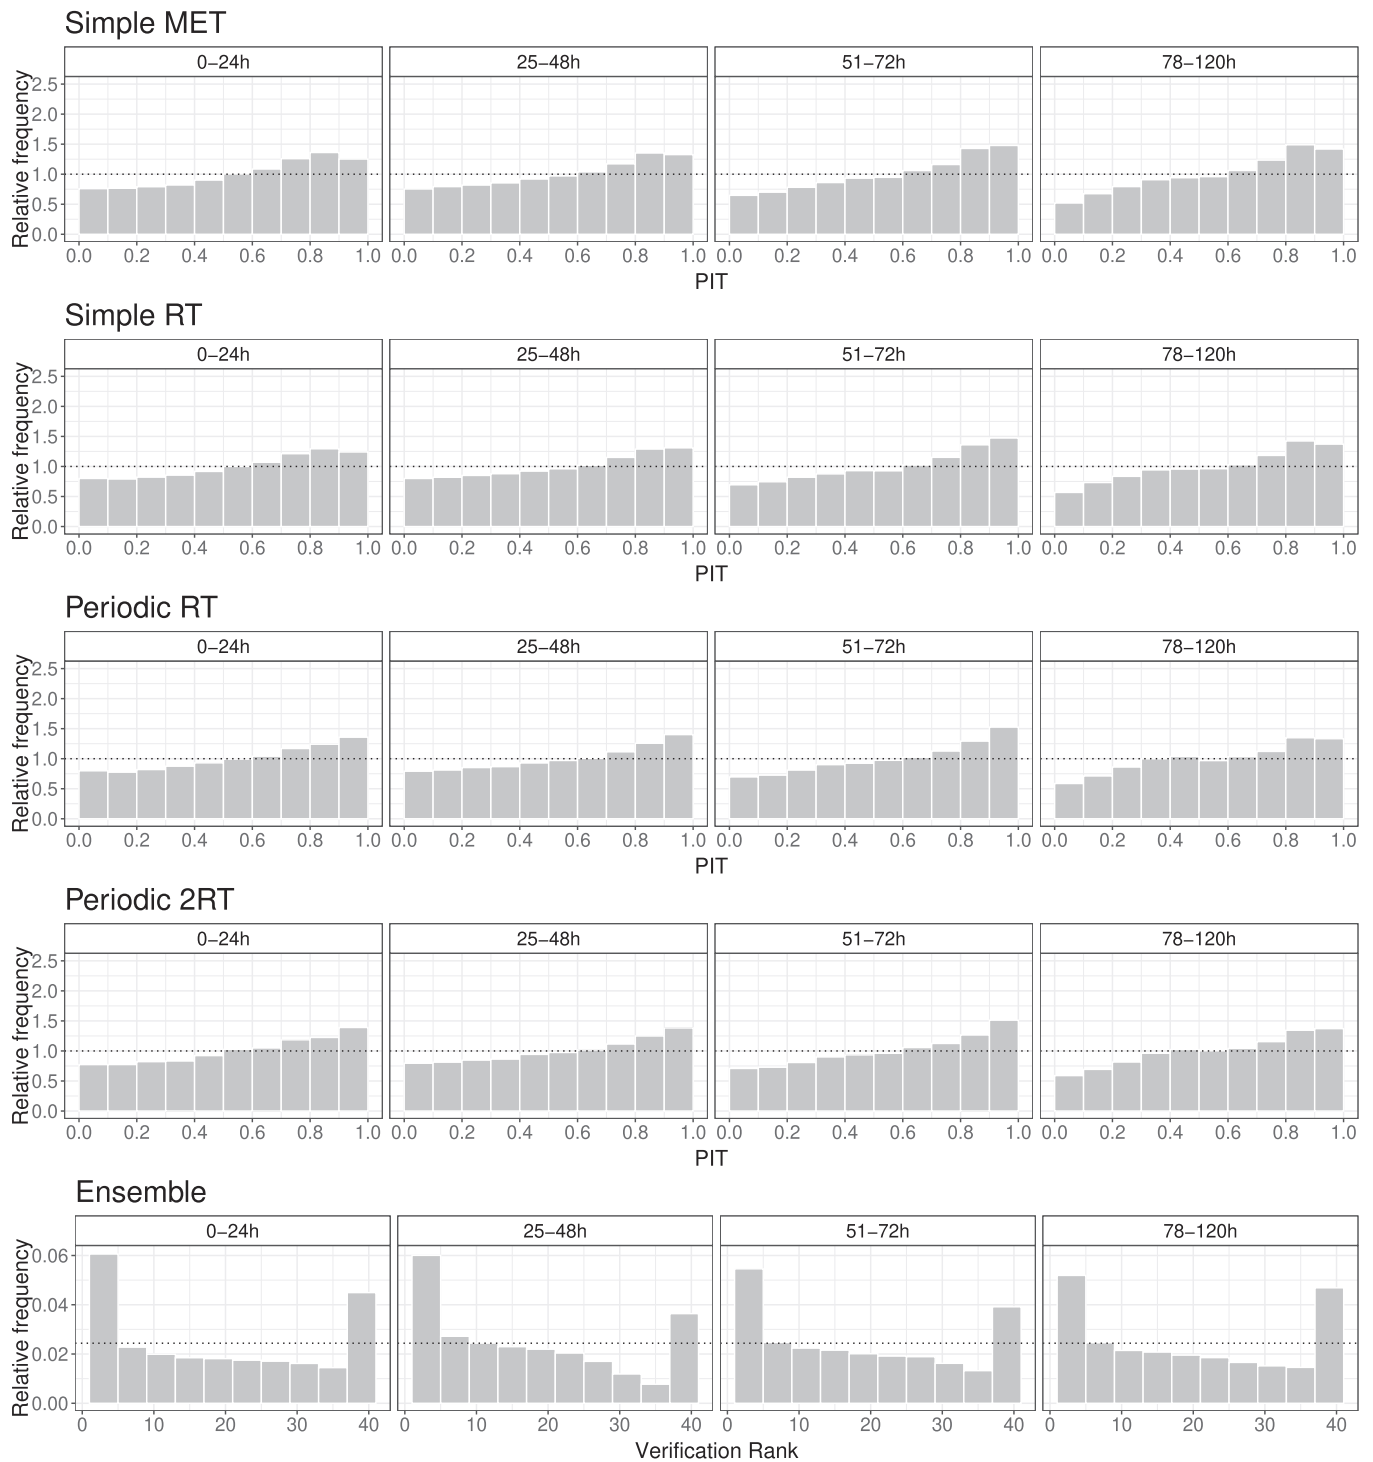 Simple MET
0–24h 25–48h 51–72h 78–120h
Relative frequency
2.5
2.0
1.5
1.0
0.5
0.0
0.0 0.2 0.4 0.6 0.8 1.0 0.0 0.2 0.4 0.6 0.8 1.0 0.0 0.2 0.4 0.6 0.8 1.0 0.0 0.2 0.4 0.6 0.8 1.0
PIT
Simple RT
0–24h 25–48h 51–72h 78–120h
Relative frequency
2.5
2.0
1.5
1.0
0.5
0.0
0.0 0.2 0.4 0.6 0.8 1.0 0.0 0.2 0.4 0.6 0.8 1.0 0.0 0.2 0.4 0.6 0.8 1.0 0.0 0.2 0.4 0.6 0.8 1.0
PIT
Periodic RT
0–24h 25–48h 51–72h 78–120h
Relative frequency
2.5
2.0
1.5
1.0
0.5
0.0
0.0 0.2 0.4 0.6 0.8 1.0 0.0 0.2 0.4 0.6 0.8 1.0 0.0 0.2 0.4 0.6 0.8 1.0 0.0 0.2 0.4 0.6 0.8 1.0
PIT
Periodic 2RT
0–24h 25–48h 51–72h 78–120h
Relative frequency
2.5
2.0
1.5
1.0
0.5
0.0
0.0 0.2 0.4 0.6 0.8 1.0 0.0 0.2 0.4 0.6 0.8 1.0 0.0 0.2 0.4 0.6 0.8 1.0 0.0 0.2 0.4 0.6 0.8 1.0
PIT
Ensemble
0–24h 25–48h 51–72h 78–120h
Relative frequency
0.06
0.04
0.02
0.00
0 10 20 30 40 0 10 20 30 40 0 10 20 30 40 0 10 20 30 40
Verification Rank